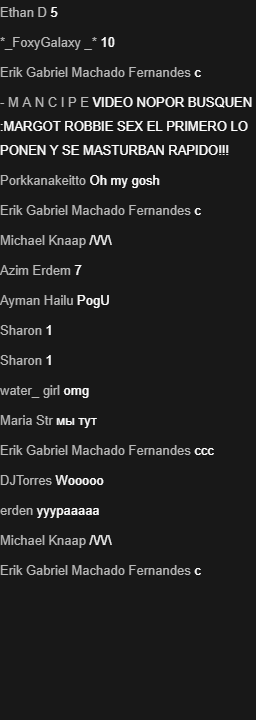 Ethan D 5
*_FoxyGalaxy _* 10
Erik Gabriel Machado Fernandes c
- M A N C I P E VIDEO NOPOR BUSQUEN
:MARGOT ROBBIE SEX EL PRIMERO LO
PONEN Y SE MASTURBAN RAPIDO!!!
Porkkanakeitto Oh my gosh
Erik Gabriel Machado Fernandes c
Michael Knaap /\/\/\
Azim Erdem 7
Ayman Hailu PogU
Sharon 1
Sharon 1
water_ girl omg
Maria Str мы тут
Erik Gabriel Machado Fernandes ccc
DJTorres Wooooo
erden yyypaaaaa
Michael Knaap /\/\/\
Erik Gabriel Machado Fernandes c